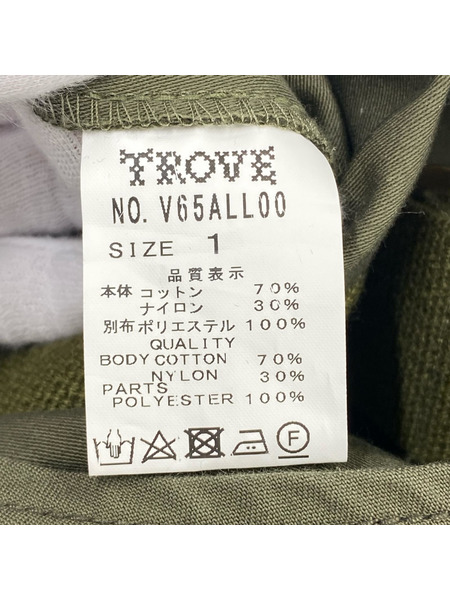 TROVE
NO. V65ALL00
SIZE 1
品質表示
本体 コットン 70%
ナイロン 30%
別布 ポリエステル 100%
QUALITY
BODY COTTON 70%
NYLON 30%
PARTS
POLYESTER 100%
F